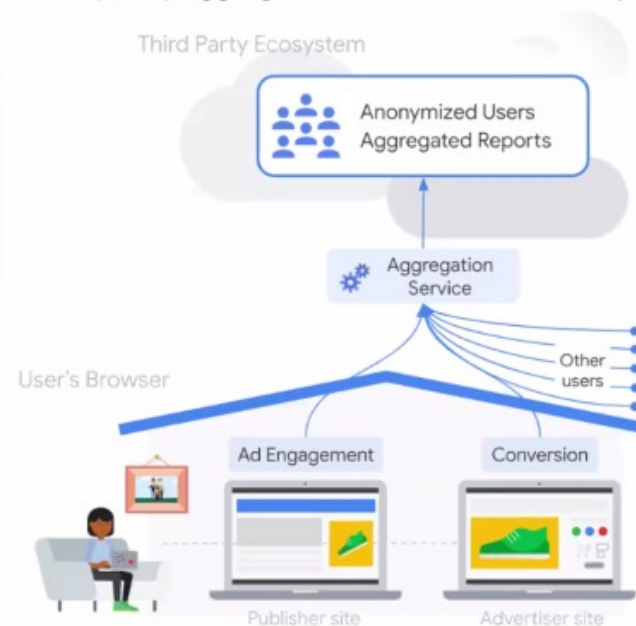 Third Party Ecosystem
Anonymized Users
Aggregated Reports
Aggregation
Service
Other
users
User's Browser
Ad Engagement
Conversion
Publisher site
Advertiser site